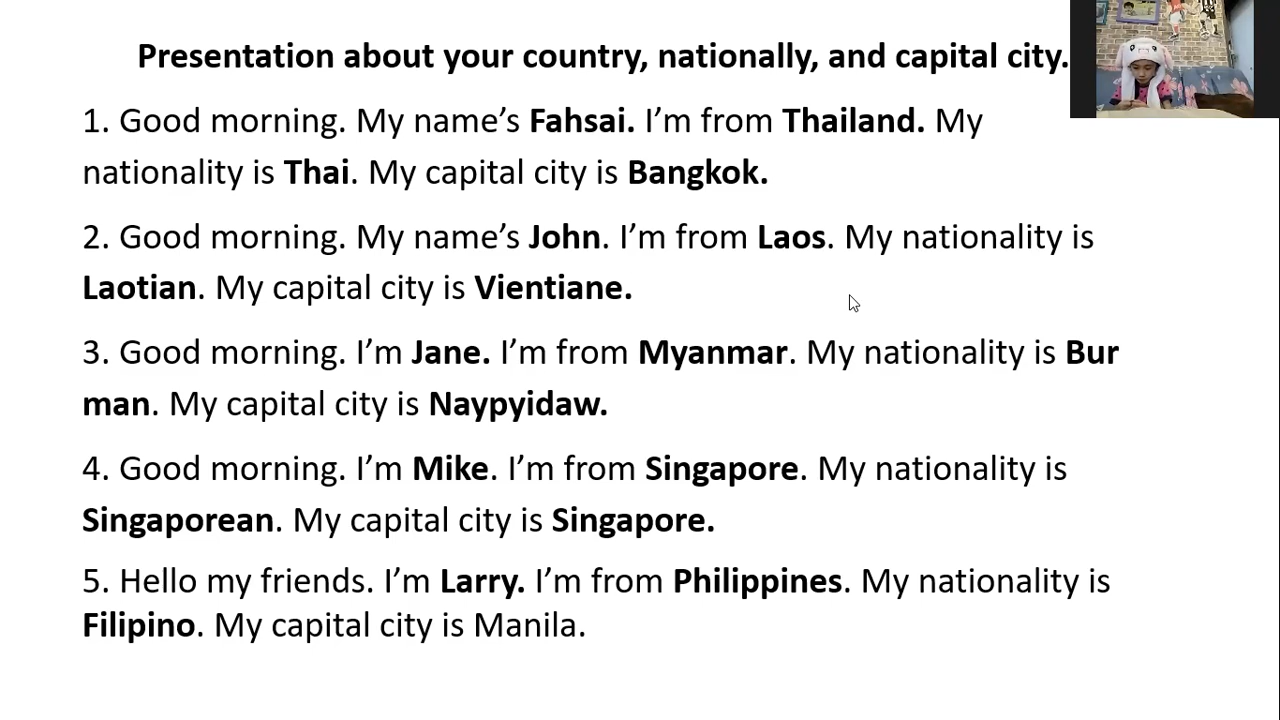 Presentation about your country, nationally, and capital city.
1. Good morning. My name’s Fahsai. I’m from Thailand. My
nationality is Thai. My capital city is Bangkok.
2. Good morning. My name’s John. I’m from Laos. My nationality is
Laotian. My capital city is Vientiane.
3. Good morning. I’m Jane. I’m from Myanmar. My nationality is Bur
man. My capital city is Naypyidaw.
4. Good morning. I’m Mike. I’m from Singapore. My nationality is
Singaporean. My capital city is Singapore.
5. Hello my friends. I’m Larry. I’m from Philippines. My nationality is
Filipino. My capital city is Manila.